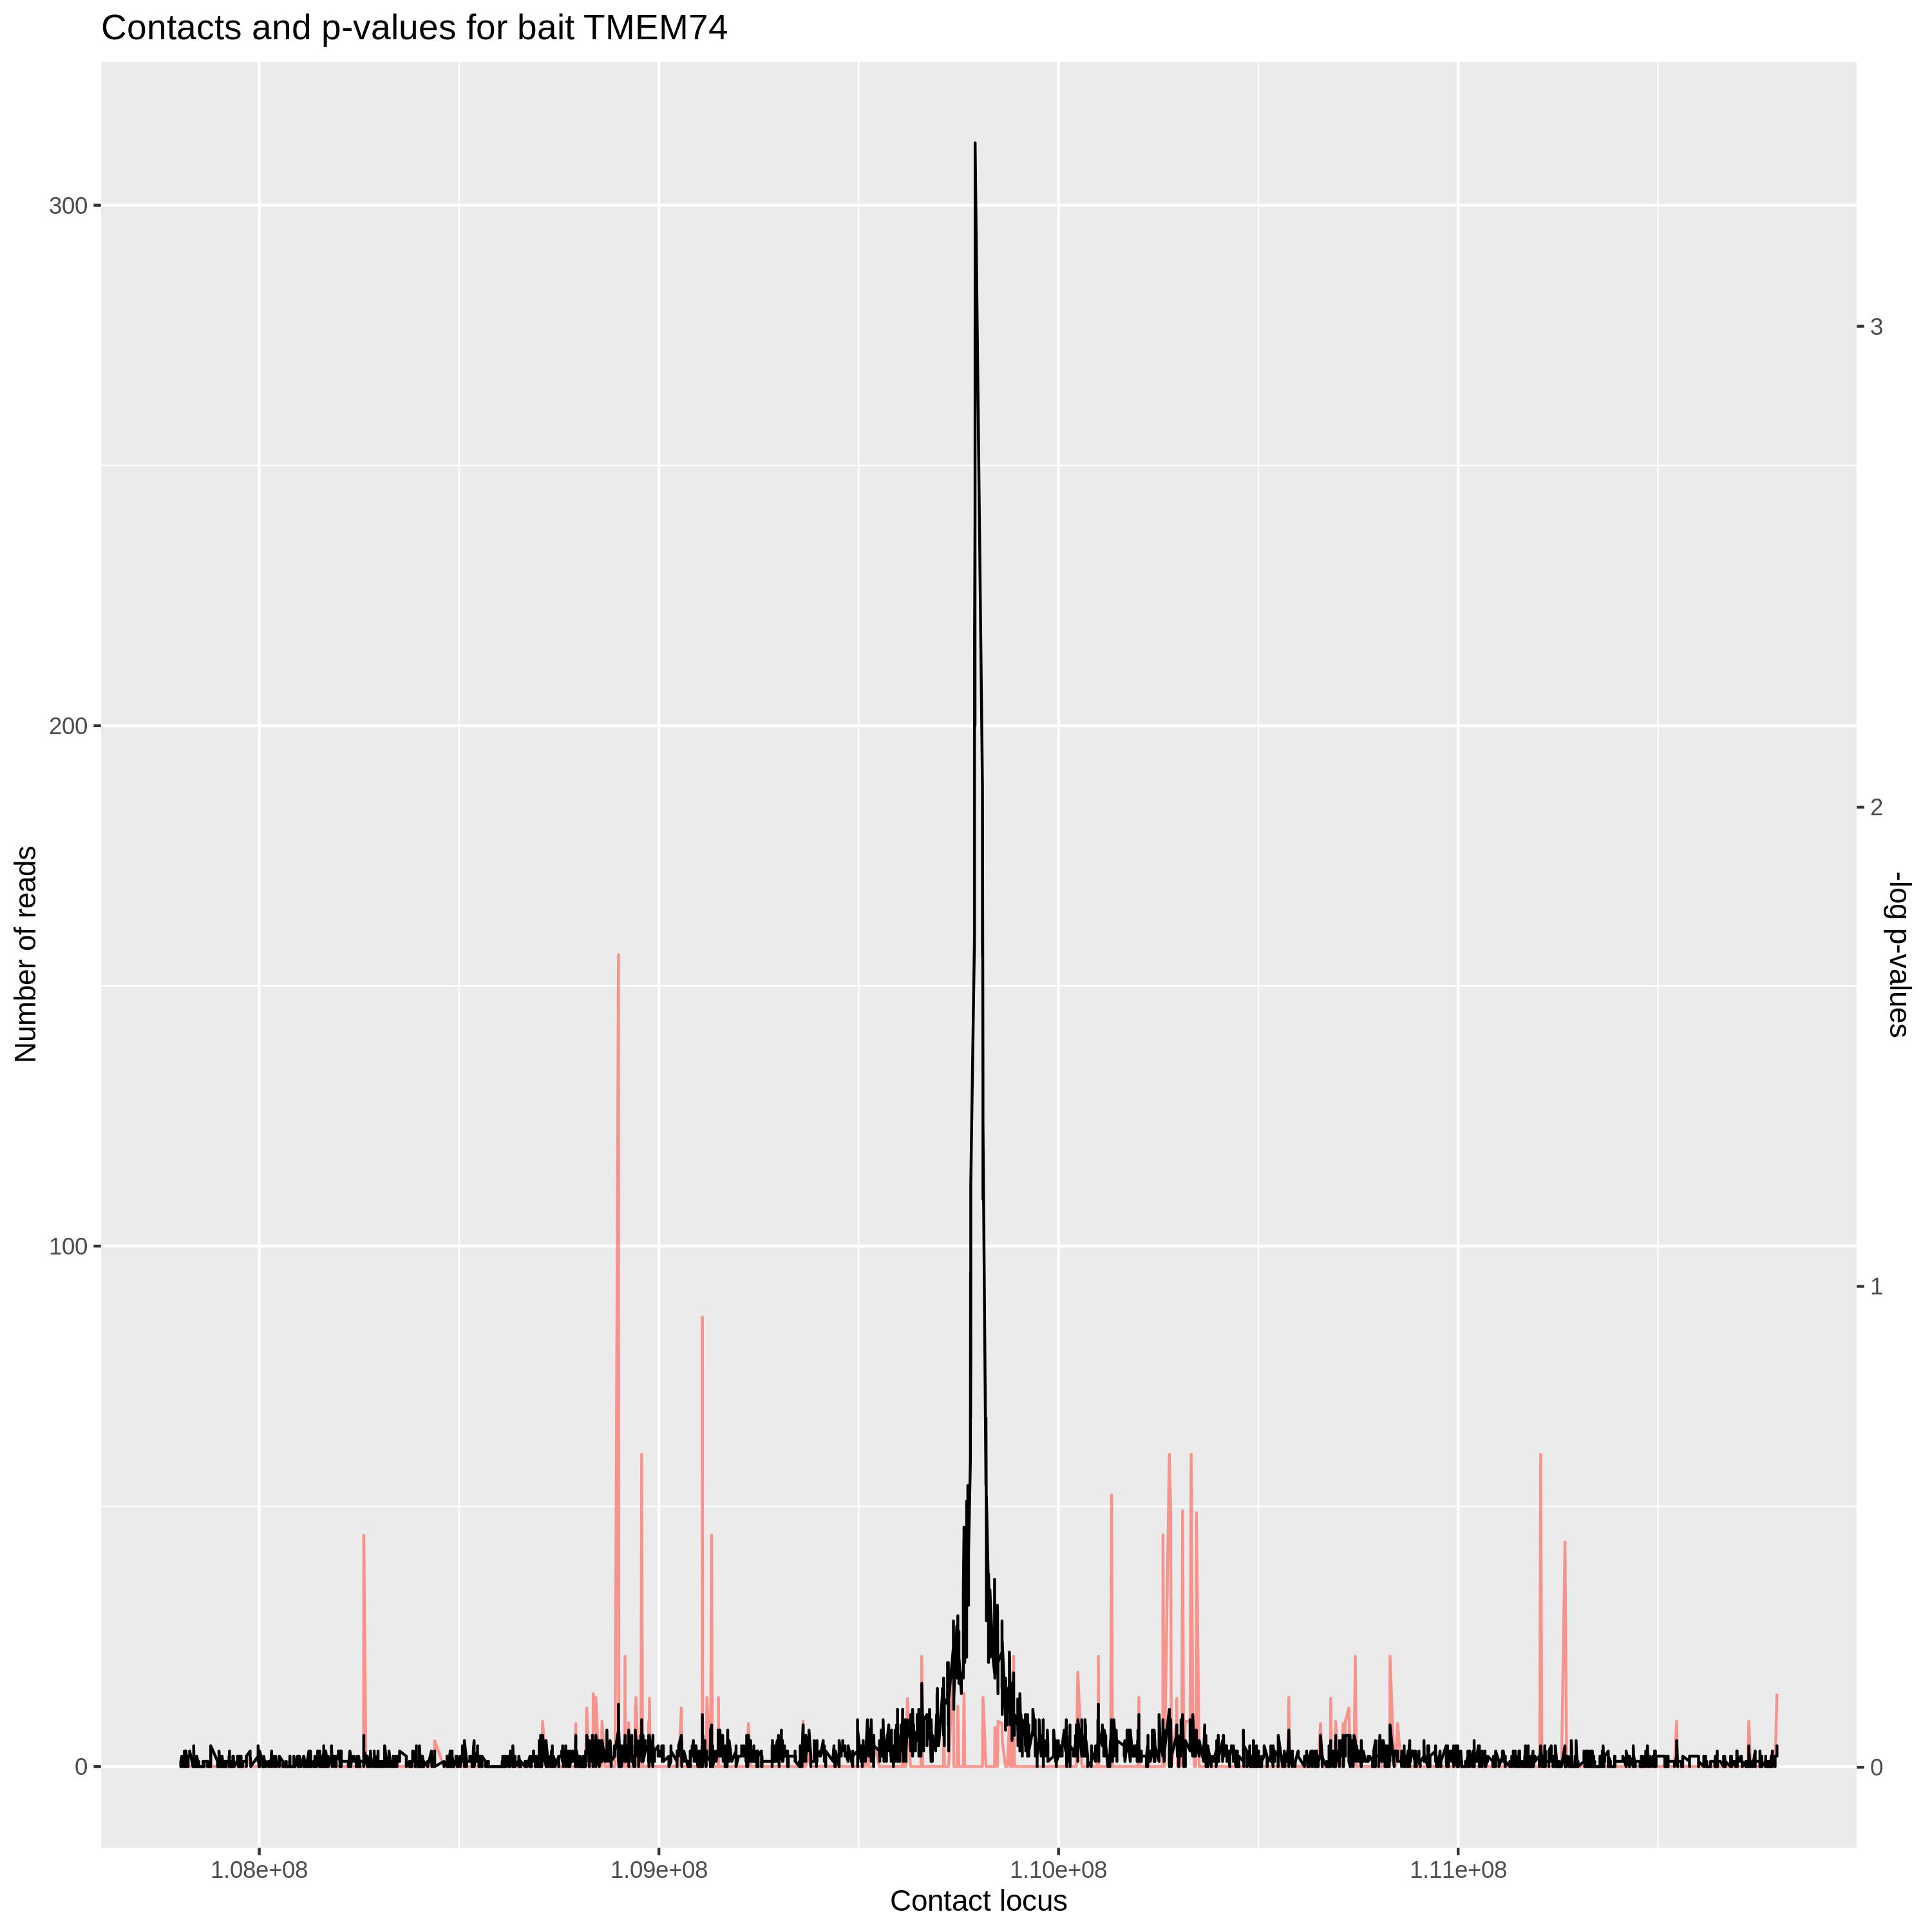 Contacts and p-values for bait TMEM74
300
200
100
0
Number of reads
3
2
1
0
-log p-values
1.08e+08
1.09e+08
1.10e+08
1.11e+08
Contact locus